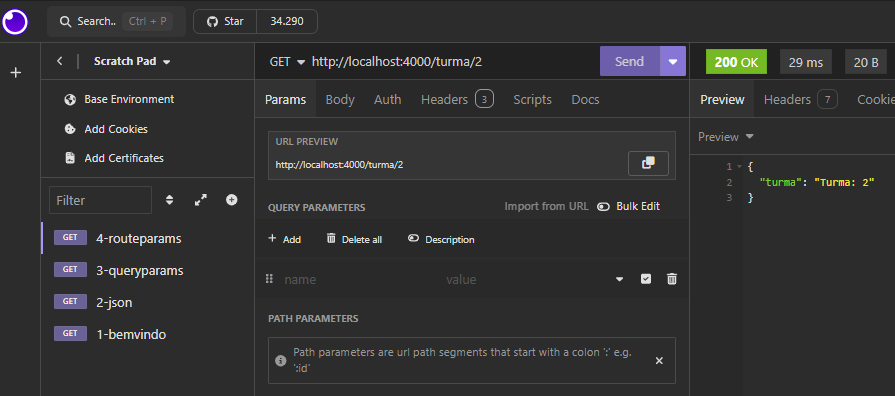 Search.. Ctrl + P Star 34.290
Scratch Pad
GET http://localhost:4000/turma/2 Send
200 OK 29 ms 20 B
Base Environment
Add Cookies
Add Certificates
Filter
GET 4-routeparams
GET 3-queryparams
GET 2-json
GET 1-bemvindo
Params Body Auth Headers 3 Scripts Docs
URL PREVIEW
http://localhost:4000/turma/2
QUERY PARAMETERS Import from URL Bulk Edit
+ Add Delete all Description
name value
PATH PARAMETERS
Path parameters are url path segments that start with a colon ':' e.g.
':id'
Preview Headers 7 Cookie
Preview
1 {
2 "turma": "Turma: 2"
3 }